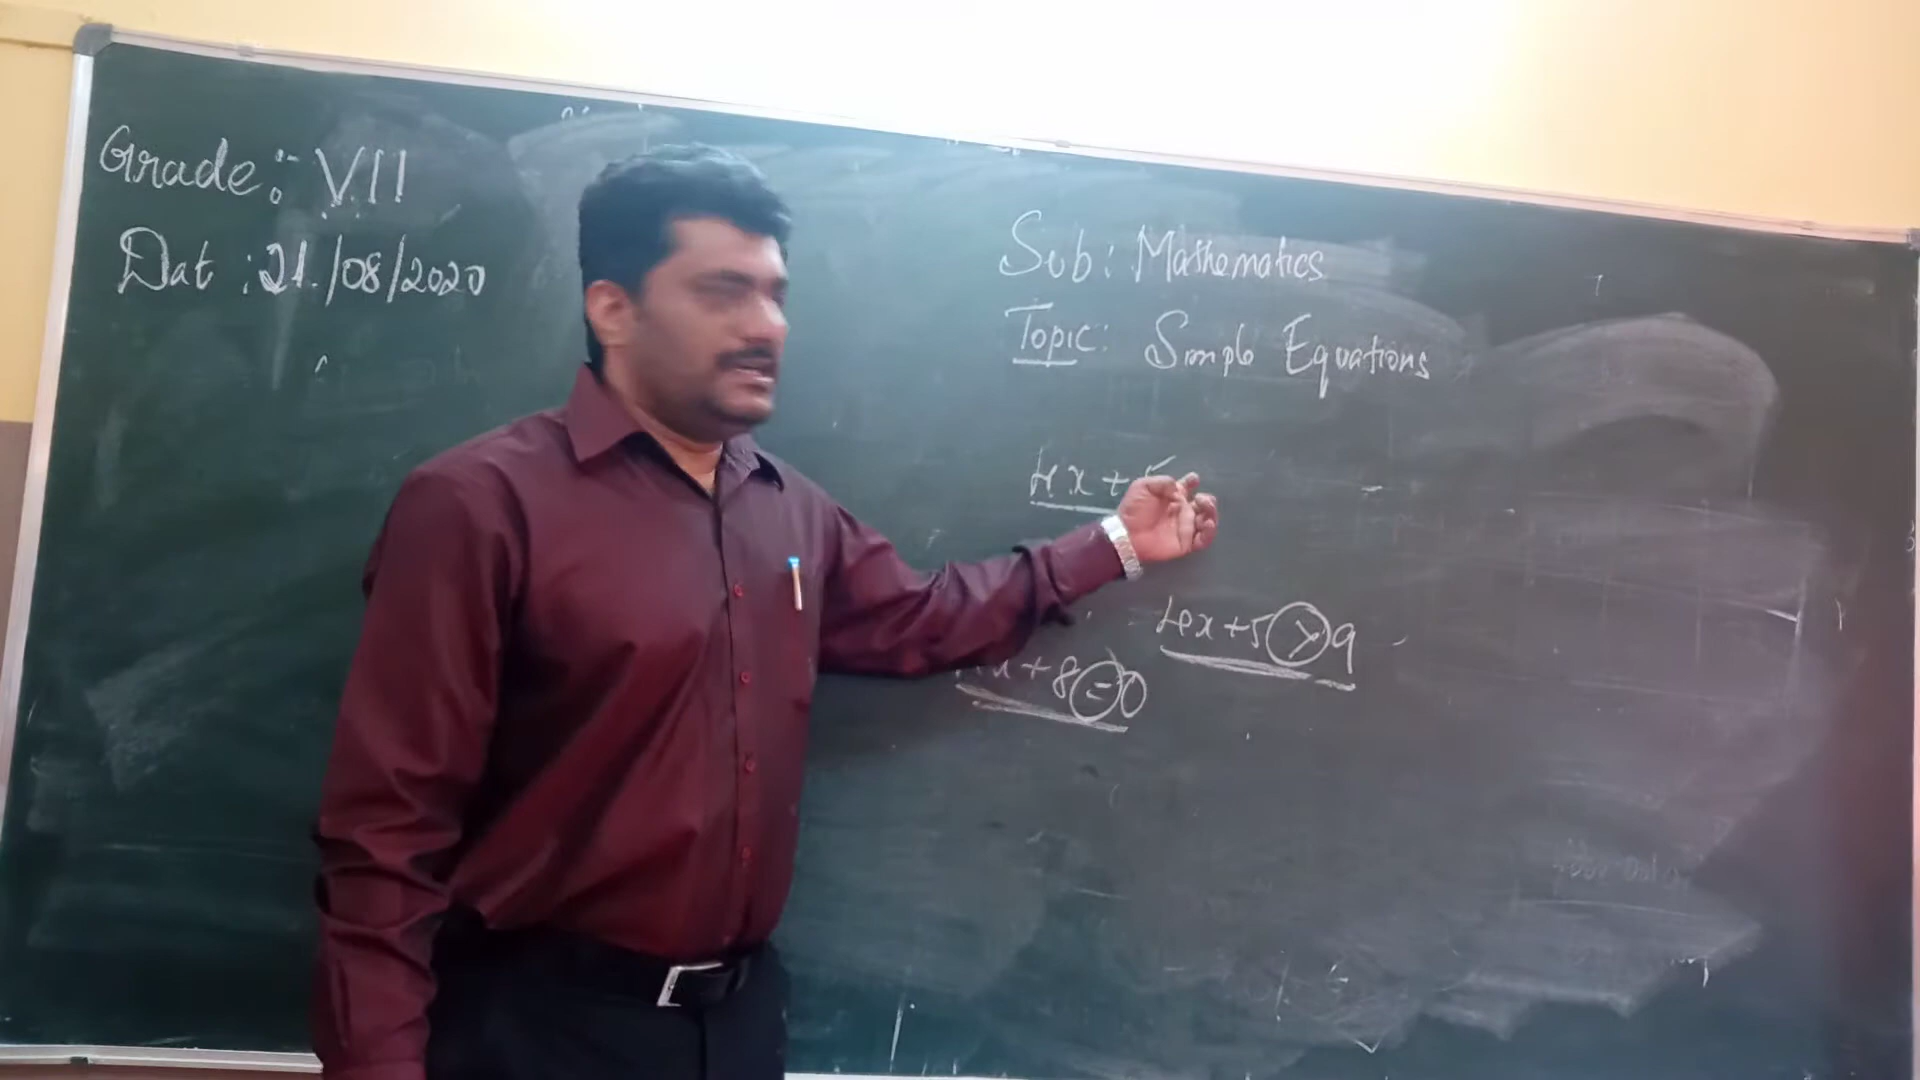 Grade :- VII
Dat : 21./08/2020
Sub : Mathematics
Topic : Simple Equations
4x + 5
4x + 5 > 9
+ 8 = 0